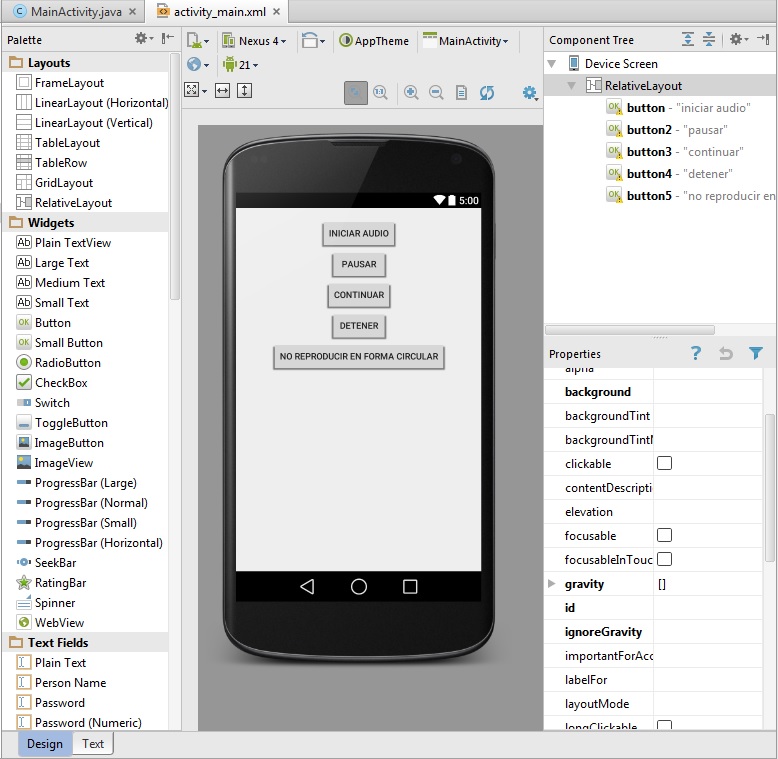 MainActivity.java
activity_main.xml
Palette
Layouts
FrameLayout
LinearLayout (Horizontal)
LinearLayout (Vertical)
TableLayout
TableRow
GridLayout
RelativeLayout
Widgets
Plain TextView
Large Text
Medium Text
Small Text
Button
Small Button
RadioButton
CheckBox
Switch
ToggleButton
ImageButton
ImageView
ProgressBar (Large)
ProgressBar (Normal)
ProgressBar (Small)
ProgressBar (Horizontal)
SeekBar
RatingBar
Spinner
WebView
Text Fields
Plain Text
Person Name
Password
Password (Numeric)
Design
Text
Nexus 4
AppTheme
MainActivity
21
5:00
INICIAR AUDIO
PAUSAR
CONTINUAR
DETENER
NO REPRODUCIR EN FORMA CIRCULAR
Component Tree
Device Screen
RelativeLayout
button - "iniciar audio"
button2 - "pausar"
button3 - "continuar"
button4 - "detener"
button5 - "no reproducir en
Properties
alpha
background
backgroundTint
backgroundTintM
clickable
contentDescripti
elevation
focusable
focusableInTouc
gravity []
id
ignoreGravity
importantForAcc
labelFor
layoutMode
longClickable